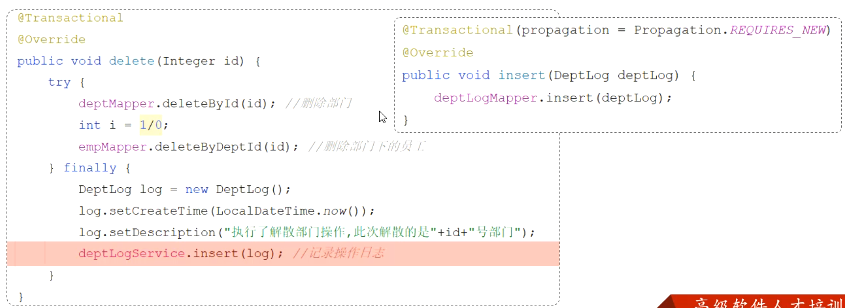 @Transactional
@Override
public void delete(Integer id) {
try {
deptMapper.deleteById(id); //删除部门
int i = 1/0;
empMapper.deleteByDeptId(id); //删除部门下的员工
} finally {
DeptLog log = new DeptLog();
log.setCreateTime(LocalDateTime.now());
log.setDescription("执行了解散部门操作,此次解散的是"+id+"号部门");
deptLogService.insert(log); //记录操作日志
}
}
@Transactional(propagation = Propagation.REQUIRES_NEW)
@Override
public void insert(DeptLog deptLog) {
deptLogMapper.insert(deptLog);
}
高级软件人才培训